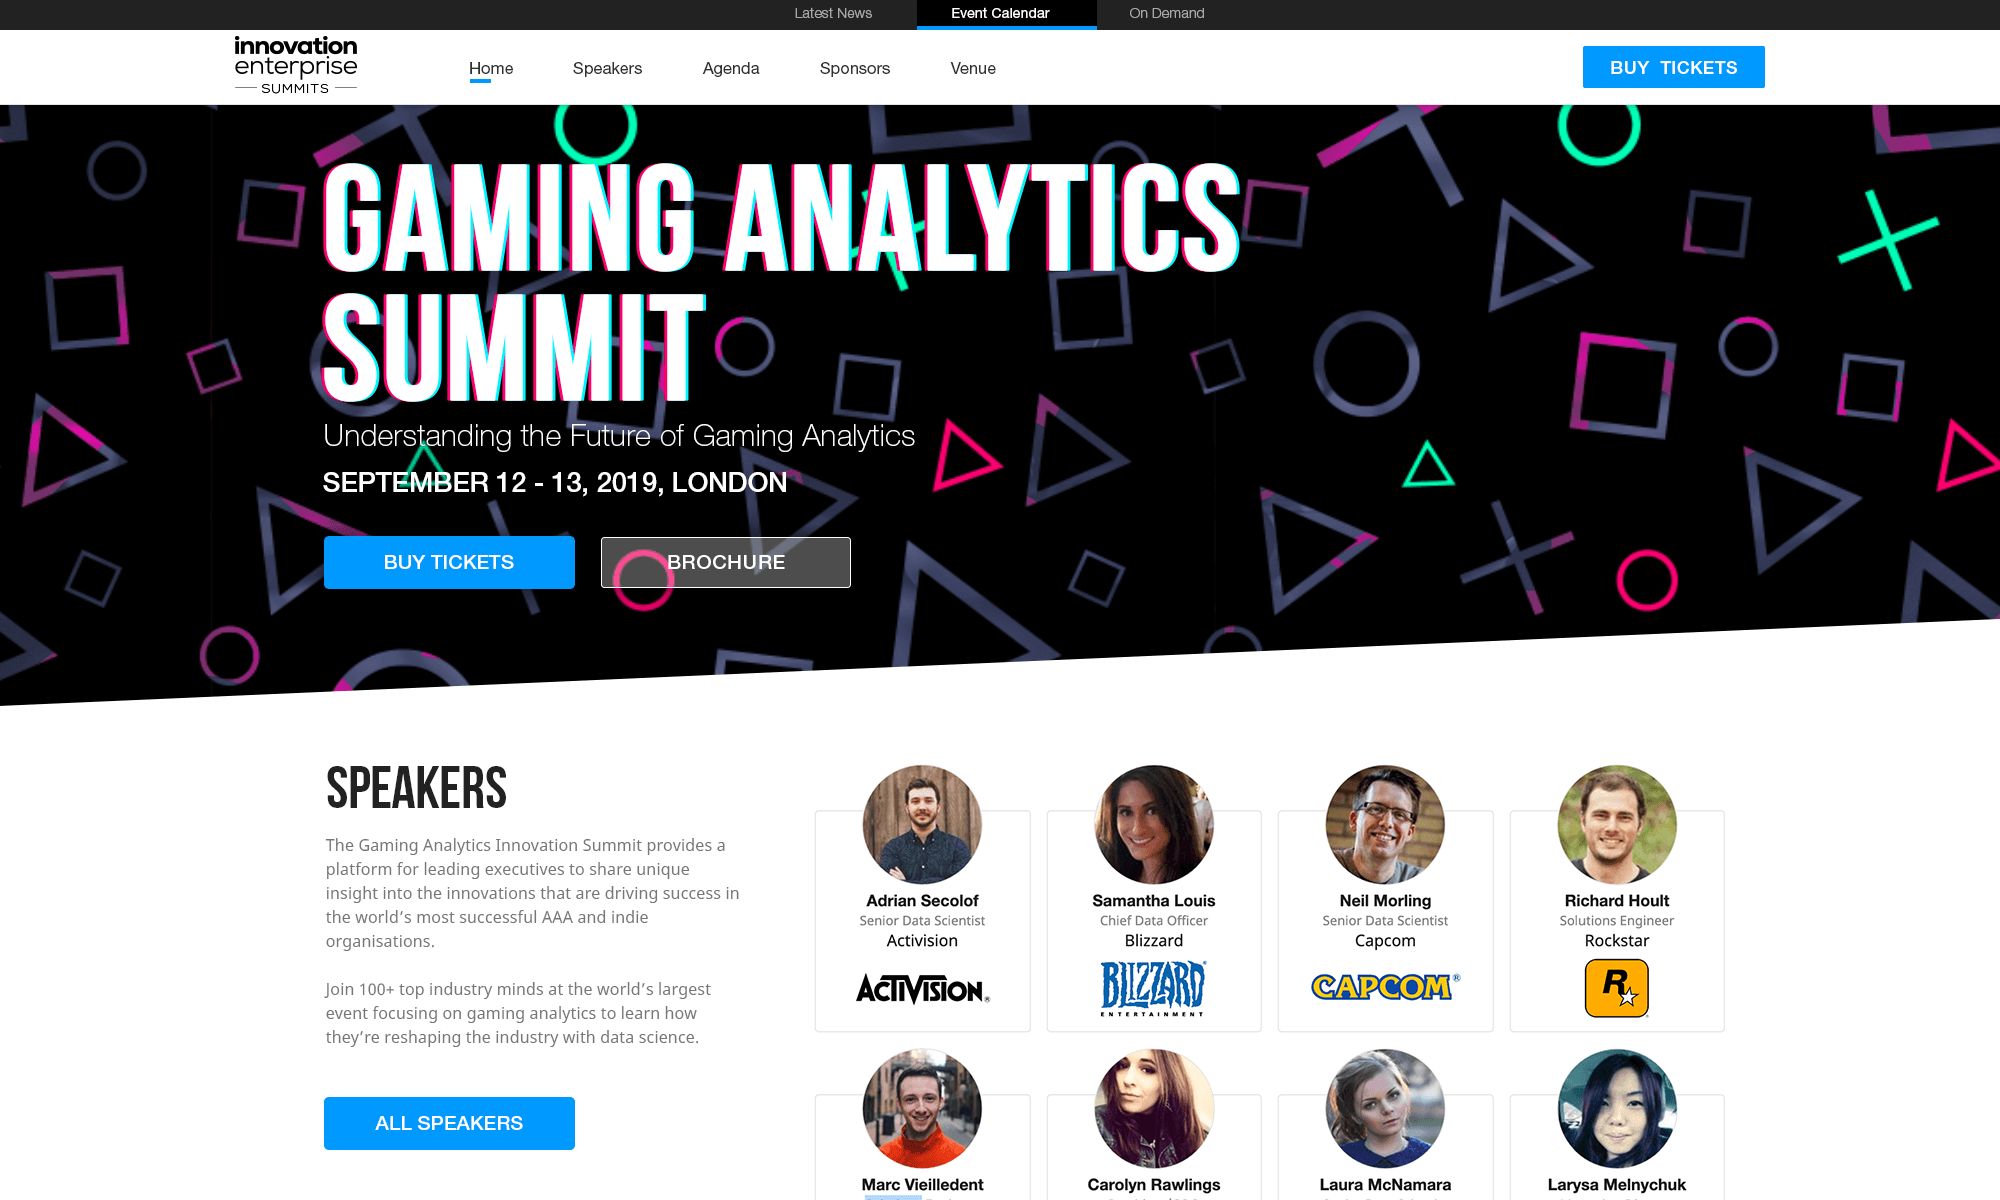 Latest News
Event Calendar
On Demand
innovation
enterprise
SUMMITS
Home
Speakers
Agenda
Sponsors
Venue
BUY TICKETS
GAMING ANALYTICS
SUMMIT
Understanding the Future of Gaming Analytics
SEPTEMBER 12 - 13, 2019, LONDON
BUY TICKETS
BROCHURE
SPEAKERS
The Gaming Analytics Innovation Summit provides a
platform for leading executives to share unique
insight into the innovations that are driving success in
the world’s most successful AAA and indie
organisations.
Join 100+ top industry minds at the world’s largest
event focusing on gaming analytics to learn how
they’re reshaping the industry with data science.
ALL SPEAKERS
Adrian Secolof
Senior Data Scientist
Activision
ACTIVISION®
Samantha Louis
Chief Data Officer
Blizzard
BLIZZARD®
ENTERTAINMENT
Neil Morling
Senior Data Scientist
Capcom
CAPCOM®
Richard Hoult
Solutions Engineer
Rockstar
R
Marc Vieilledent
Carolyn Rawlings
Laura McNamara
Larysa Melnychuk